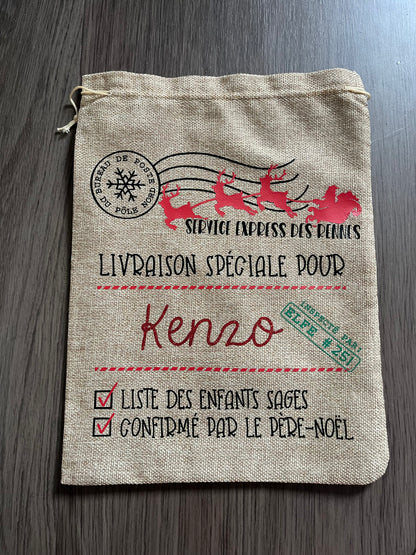 BUREAU DE POSTE
DU PÔLE NORD
SERVICE EXPRESS DES RENNES
LIVRAISON SPÉCIALE POUR
Kenzo
INSPECTÉ PAR
ELFE #251
LISTE DES ENFANTS SAGES
CONFIRMÉ PAR LE PÈRE-NOËL